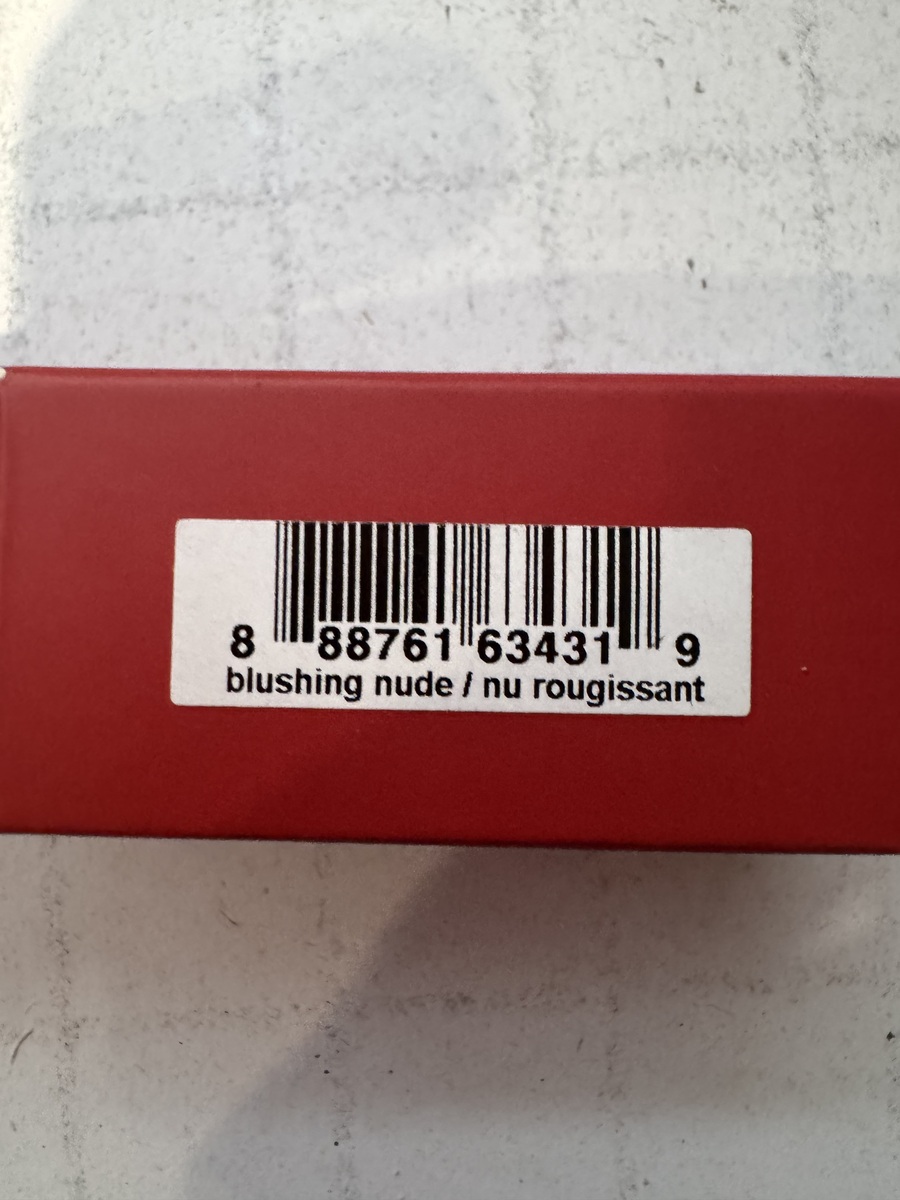 8 88761 63431 9
blushing nude / nu rougissant